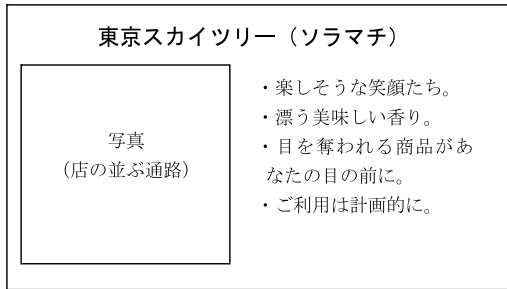 東京スカイツリー（ソラマチ）
写真
（店の並ぶ通路）
・楽しそうな笑顔たち。
・漂う美味しい香り。
・目を奪われる商品があ
なたの目の前に。
・ご利用は計画的に。